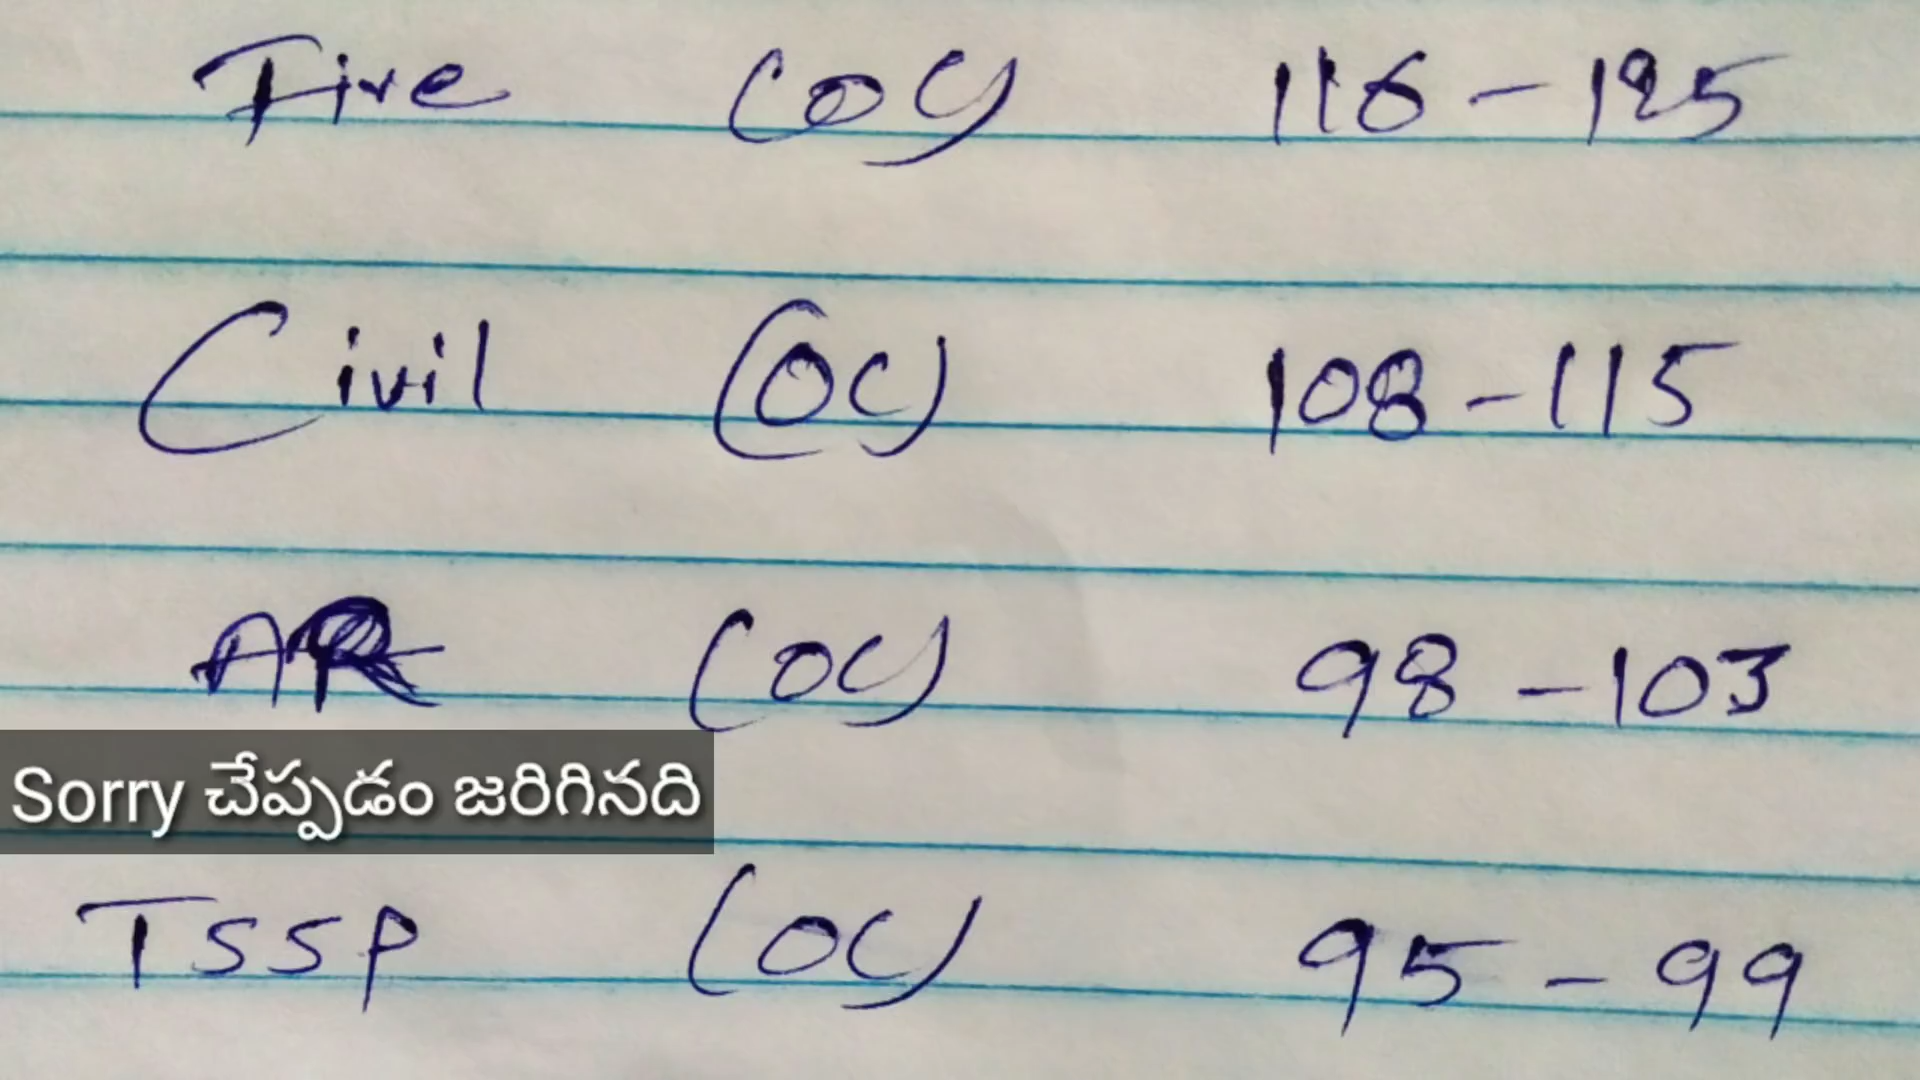 Fire (OC) 116-125
Civil (OC) 108-115
AR (OC) 98-103
Sorry చేప్పడం జరిగినది
TSSP (OC) 95-99